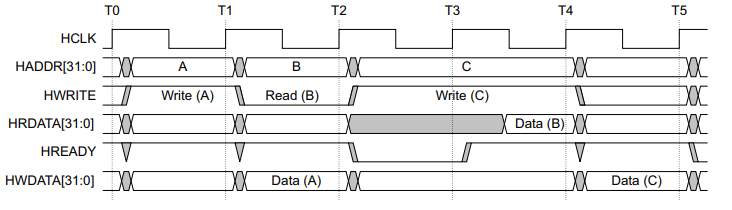 T0 T1 T2 T3 T4 T5
HCLK
HADDR[31:0] A B C
HWRITE Write (A) Read (B) Write (C)
HRDATA[31:0] Data (B)
HREADY
HWDATA[31:0] Data (A) Data (C)